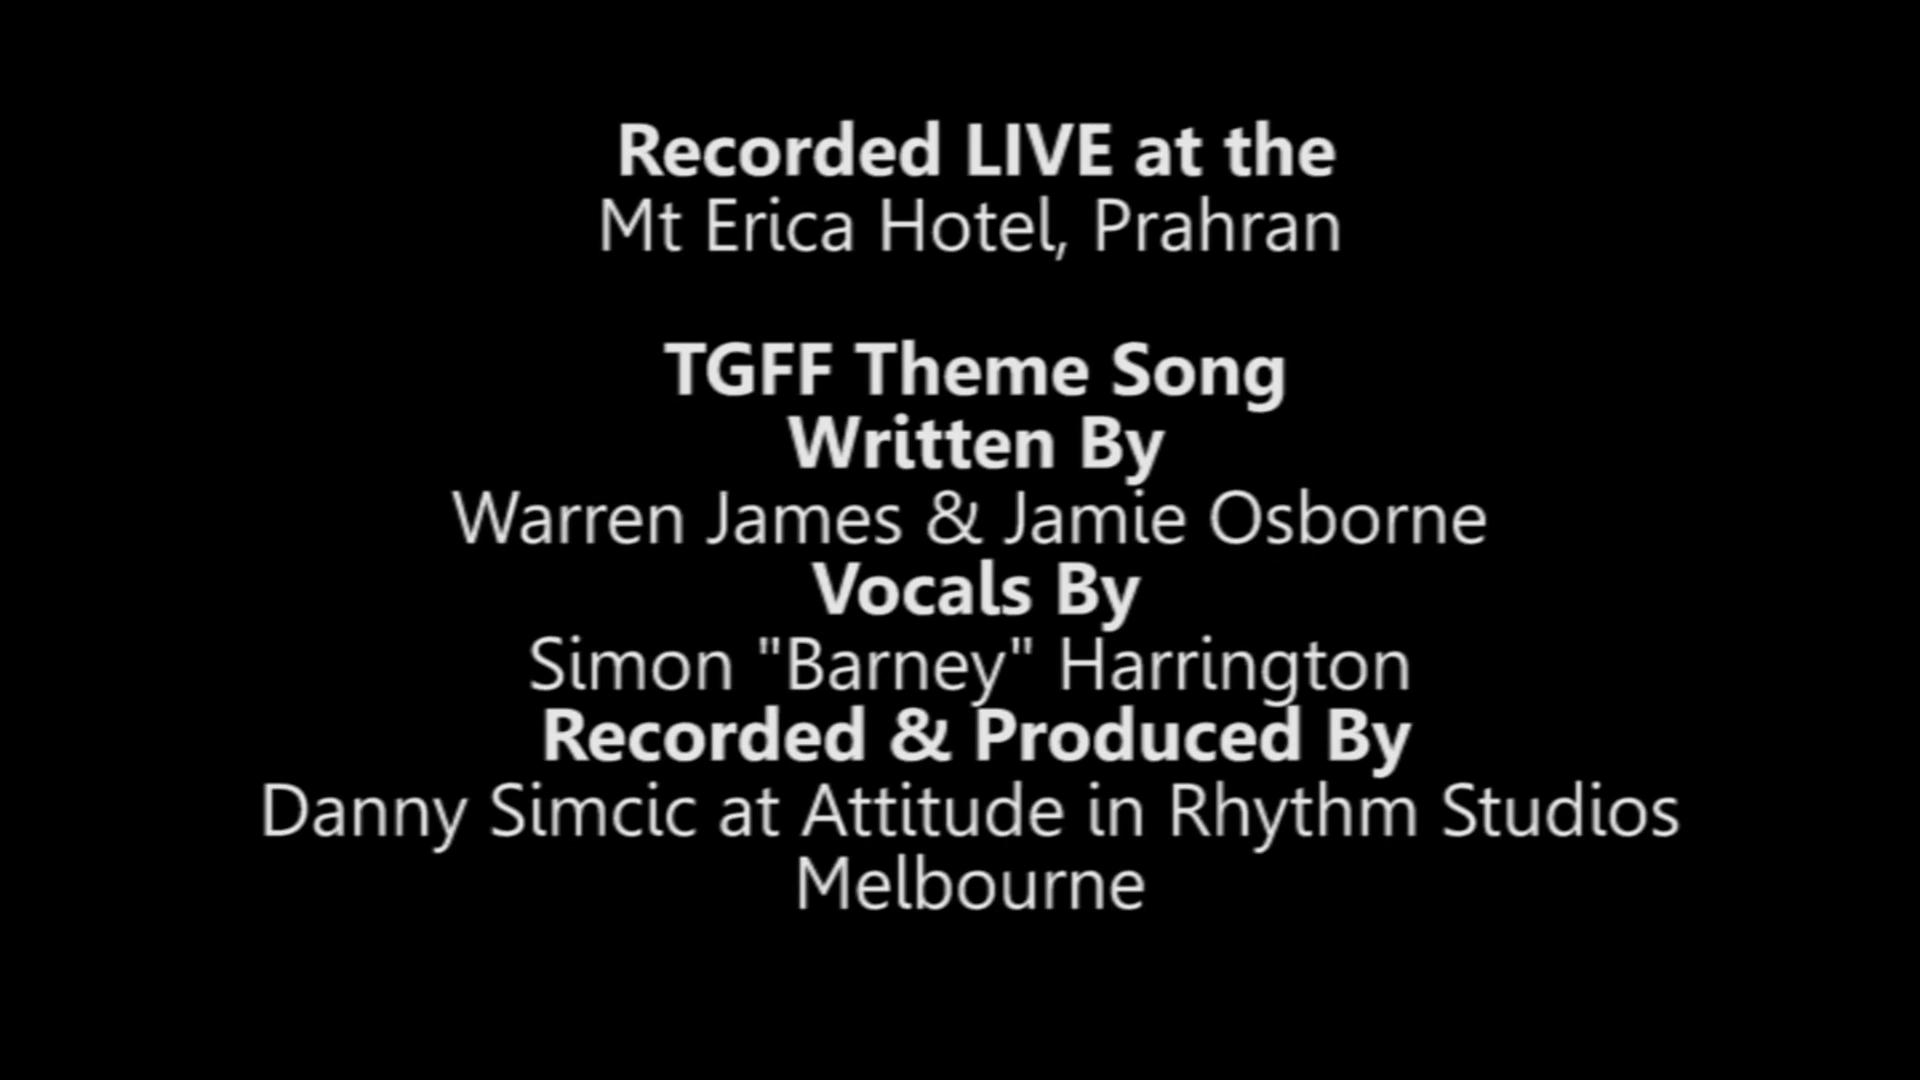 Recorded LIVE at the
Mt Erica Hotel, Prahran
TGFF Theme Song
Written By
Warren James & Jamie Osborne
Vocals By
Simon "Barney" Harrington
Recorded & Produced By
Danny Simcic at Attitude in Rhythm Studios
Melbourne